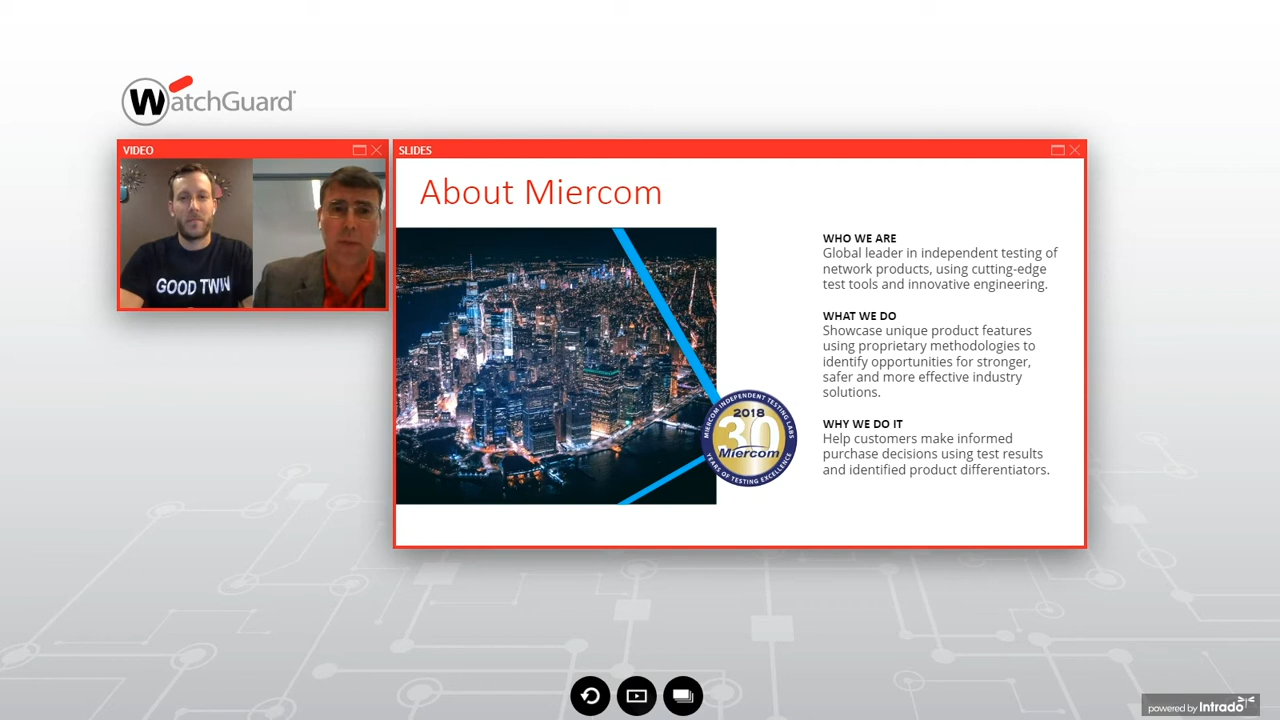 WatchGuard
VIDEO
GOOD TWIN
SLIDES
About Miercom
WHO WE ARE
Global leader in independent testing of
network products, using cutting-edge
test tools and innovative engineering.
WHAT WE DO
Showcase unique product features
using proprietary methodologies to
identify opportunities for stronger,
safer and more effective industry
solutions.
WHY WE DO IT
Help customers make informed
purchase decisions using test results
and identified product differentiators.
MIERCOM INDEPENDENT TESTING LABS
2018
30
Miercom
YEARS OF TESTING EXCELLENCE
powered by Intrado